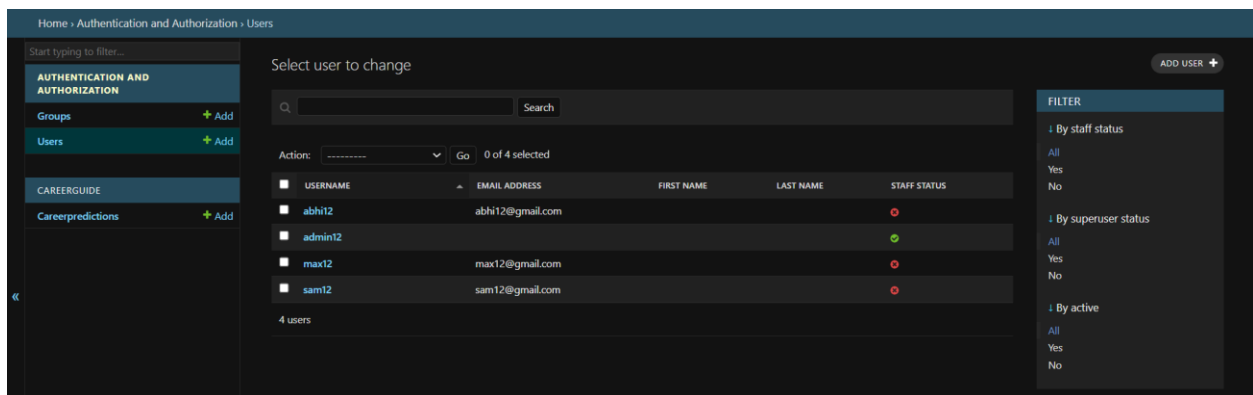 Home › Authentication and Authorization › Users
Start typing to filter...
AUTHENTICATION AND
AUTHORIZATION
Groups + Add
Users + Add
CAREERGUIDE
Careerpredictions + Add
«
Select user to change
ADD USER +
Search
Action: --------- Go 0 of 4 selected
USERNAME EMAIL ADDRESS FIRST NAME LAST NAME STAFF STATUS
abhi12 abhi12@gmail.com
admin12
max12 max12@gmail.com
sam12 sam12@gmail.com
4 users
FILTER
↓ By staff status
All
Yes
No
↓ By superuser status
All
Yes
No
↓ By active
All
Yes
No